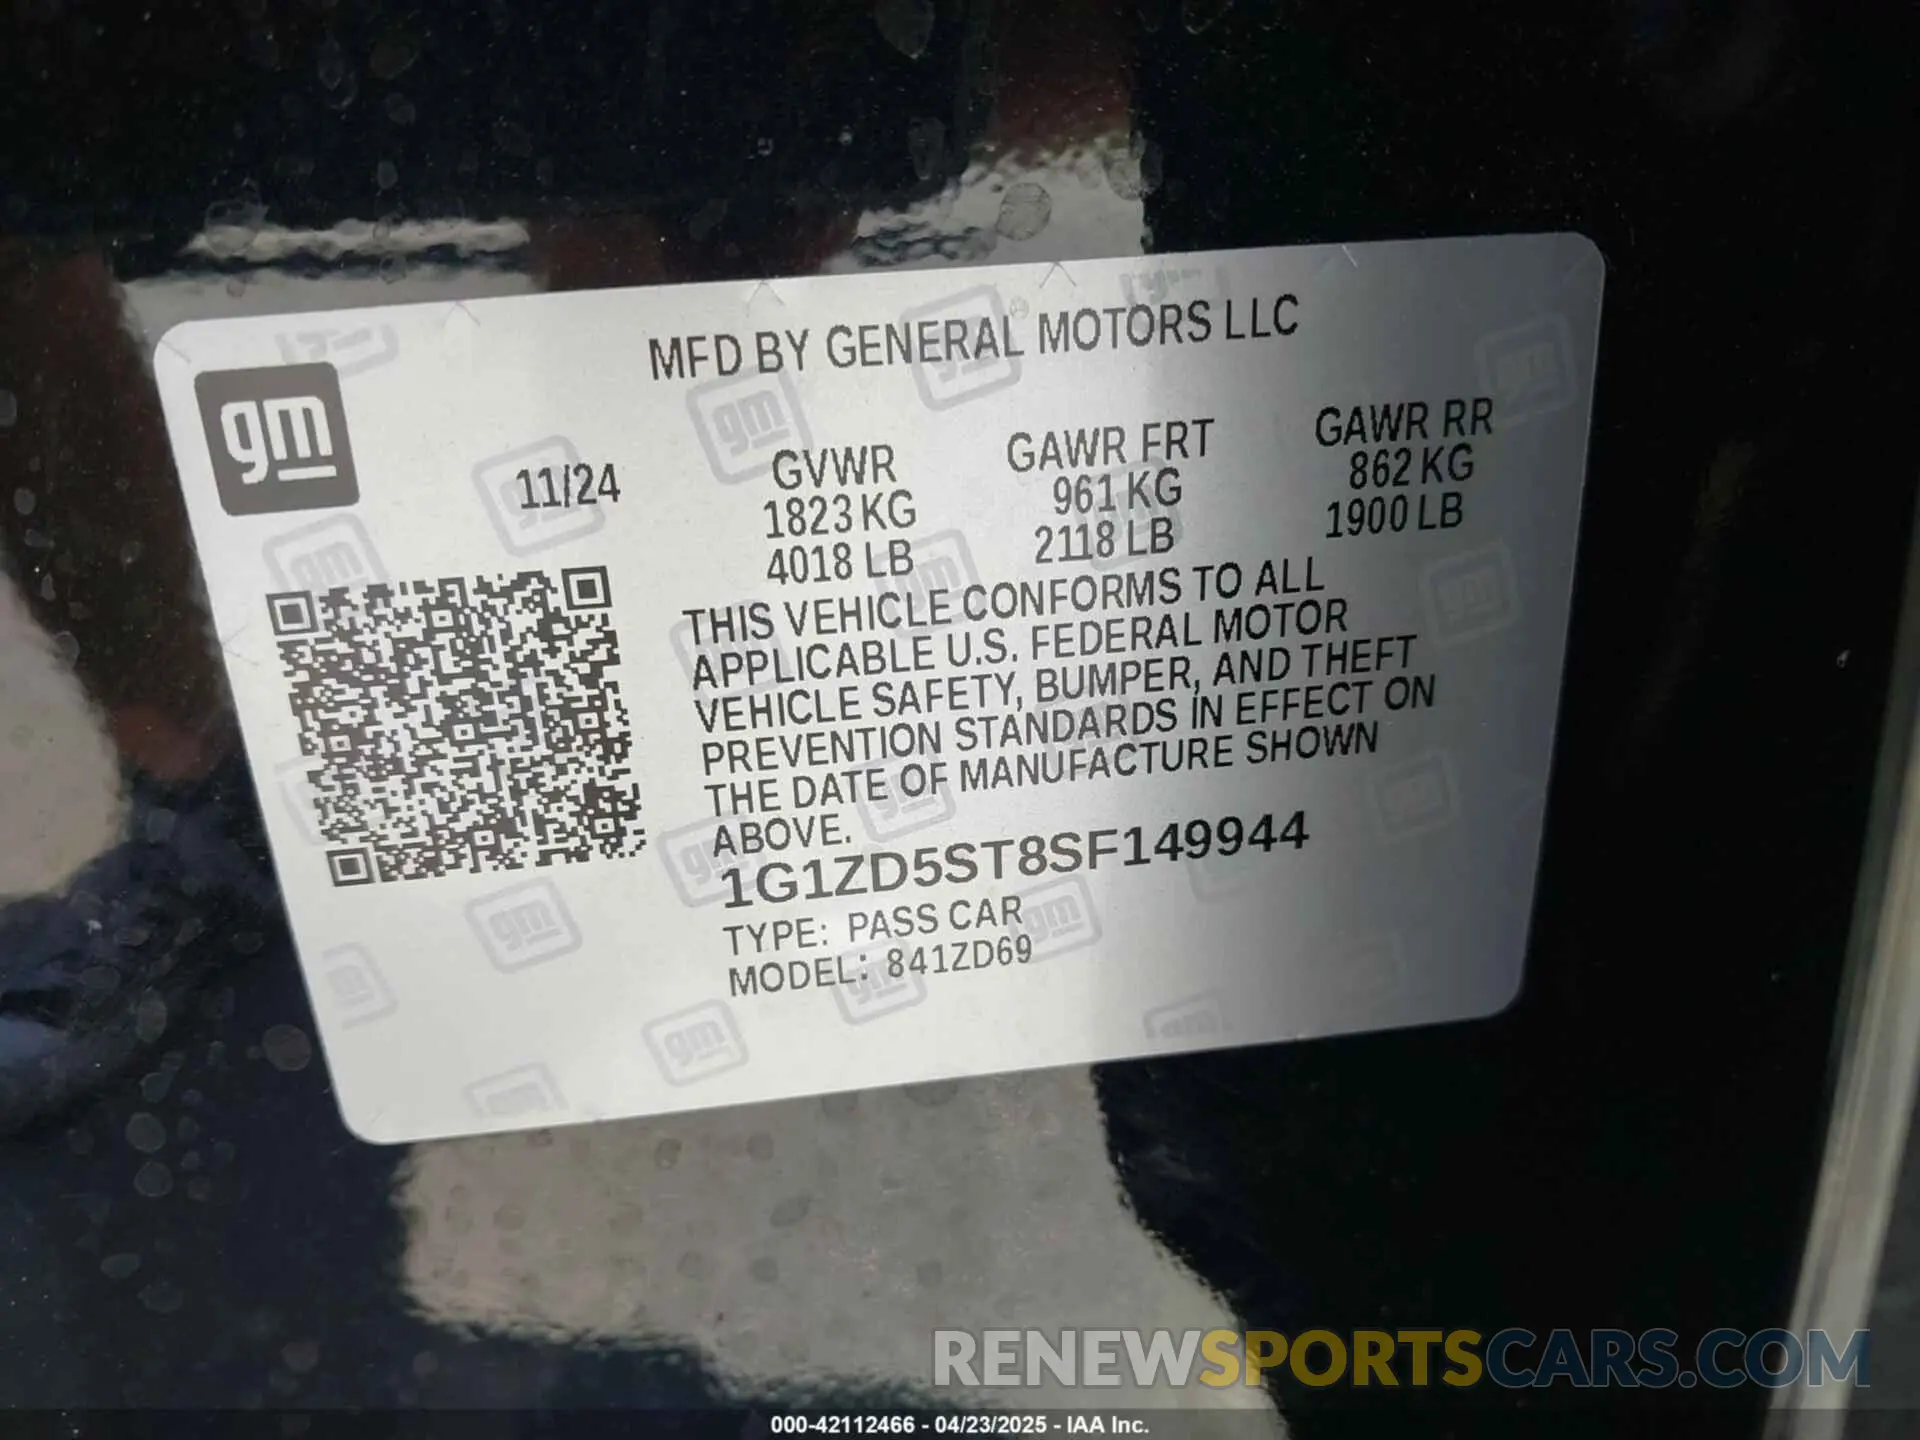 MFD BY GENERAL MOTORS LLC
gm
11/24
GVWR
1823 KG
4018 LB
GAWR FRT
961 KG
2118 LB
GAWR RR
862 KG
1900 LB
THIS VEHICLE CONFORMS TO ALL
APPLICABLE U.S. FEDERAL MOTOR
VEHICLE SAFETY, BUMPER, AND THEFT
PREVENTION STANDARDS IN EFFECT ON
THE DATE OF MANUFACTURE SHOWN
ABOVE.
1G1ZD5ST8SF149944
TYPE: PASS CAR
MODEL: 841ZD69
RENEWSPORTSCARS.COM
000-42112466 - 04/23/2025 - IAA Inc.